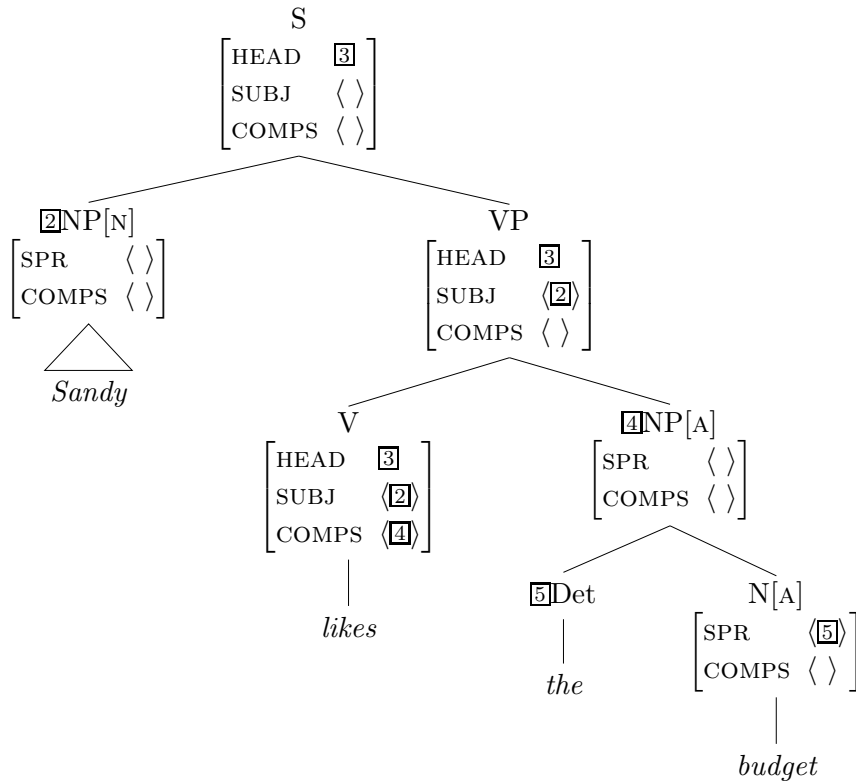 S
HEAD 3
SUBJ ⟨ ⟩
COMPS ⟨ ⟩
2NP[N]
SPR ⟨ ⟩
COMPS ⟨ ⟩
Sandy
VP
HEAD 3
SUBJ ⟨2⟩
COMPS ⟨ ⟩
V
HEAD 3
SUBJ ⟨2⟩
COMPS ⟨4⟩
likes
4NP[A]
SPR ⟨ ⟩
COMPS ⟨ ⟩
5Det
the
N[A]
SPR ⟨5⟩
COMPS ⟨ ⟩
budget